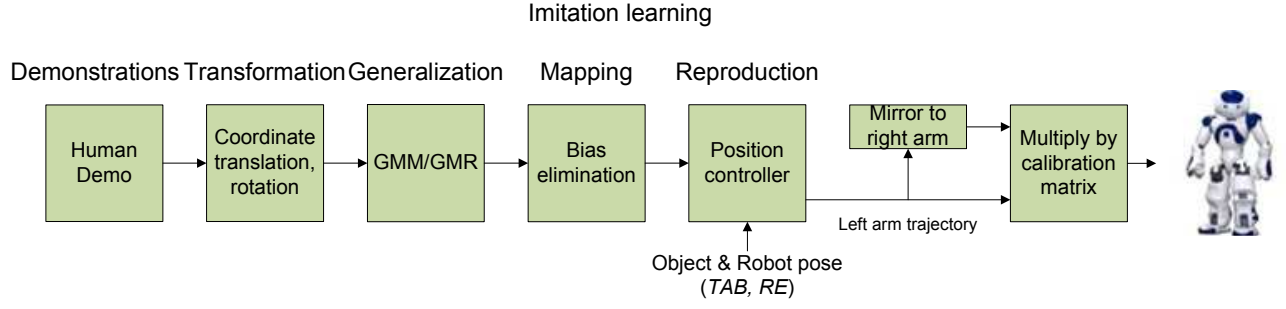 Imitation learning
Demonstrations Transformation Generalization Mapping Reproduction
Human
Demo
Coordinate
translation,
rotation
GMM/GMR
Bias
elimination
Position
controller
Mirror to
right arm
Multiply by
calibration
matrix
Left arm trajectory
Object & Robot pose
(TAB, RE)